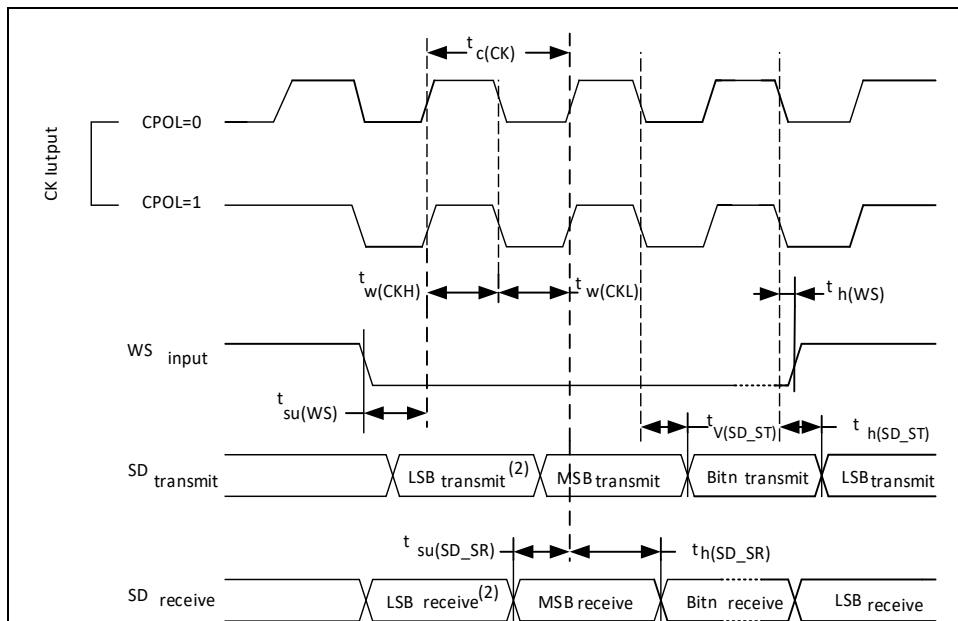 t c(CK)
CPOL=0
CK lutput
CPOL=1
t w(CKH)
t w(CKL)
t h(WS)
WS input
t su(WS)
t V(SD_ST)
t h(SD_ST)
SD transmit
LSB transmit (2)
MSB transmit
Bitn transmit
LSB transmit
t su(SD_SR)
t h(SD_SR)
SD receive
LSB receive (2)
MSB receive
Bitn receive
LSB receive